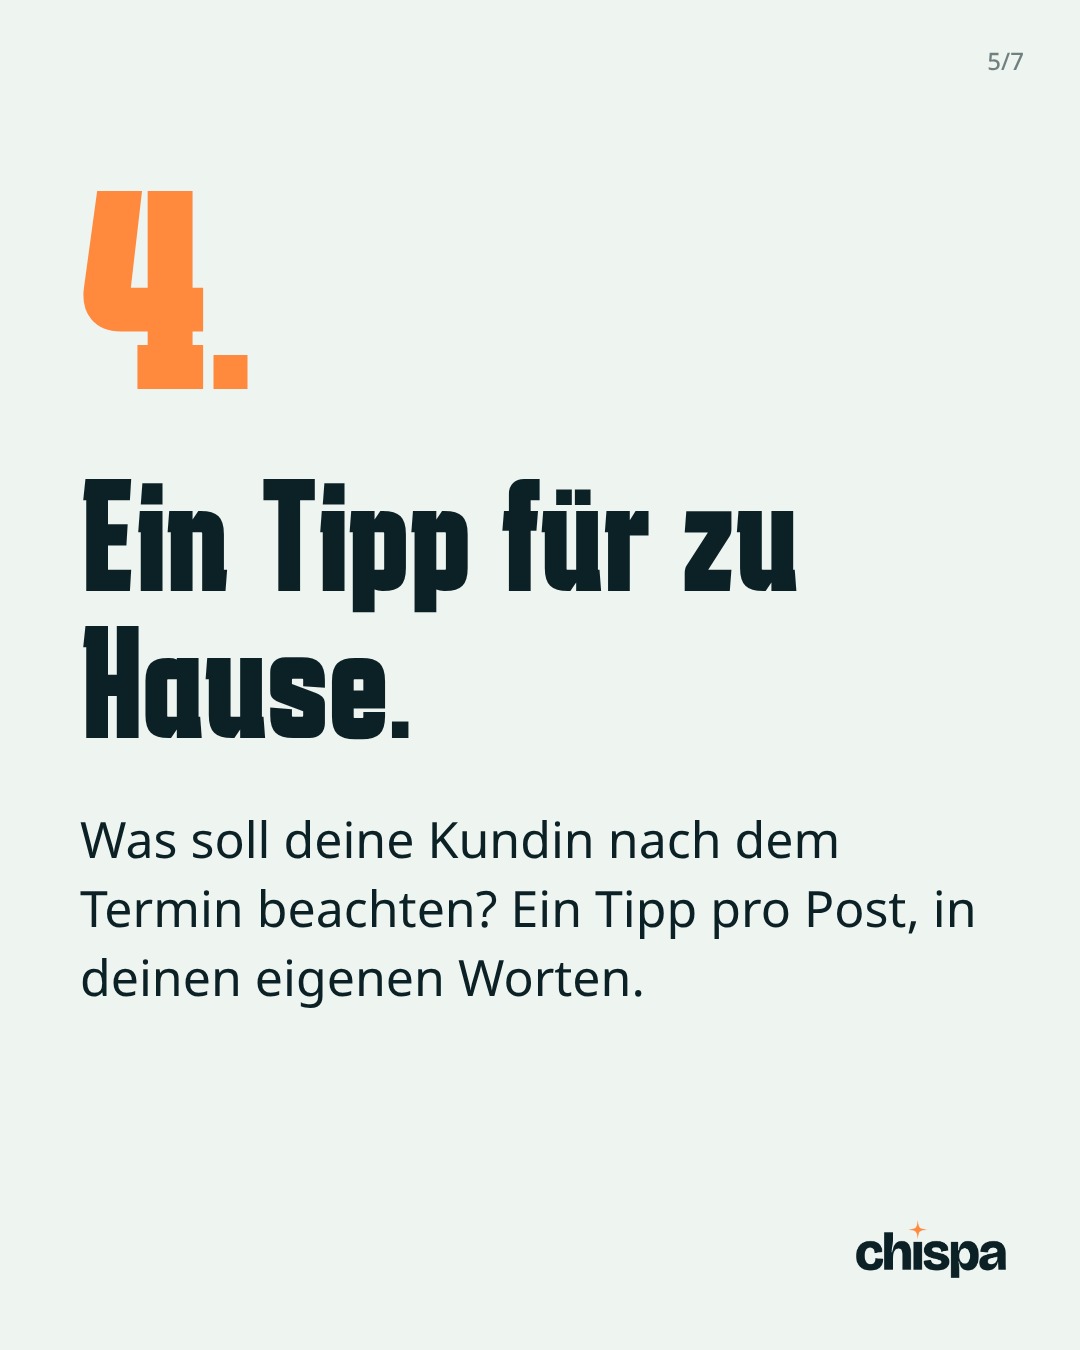 5/7
4.
Ein Tipp für zu
Hause.
Was soll deine Kundin nach dem
Termin beachten? Ein Tipp pro Post, in
deinen eigenen Worten.
chispa